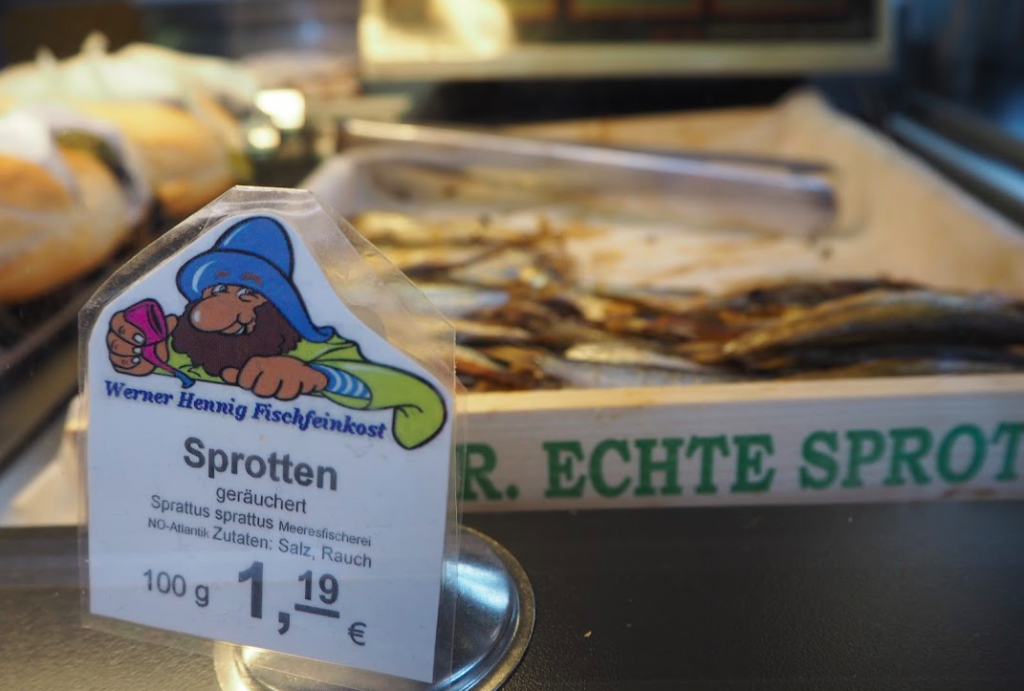 Werner Hennig Fischfeinkost
Sprotten
geräuchert
Sprattus sprattus Meeresfischerei
NO-Atlantik Zutaten: Salz, Rauch
100 g 1,19 €
R. ECHTE SPROT